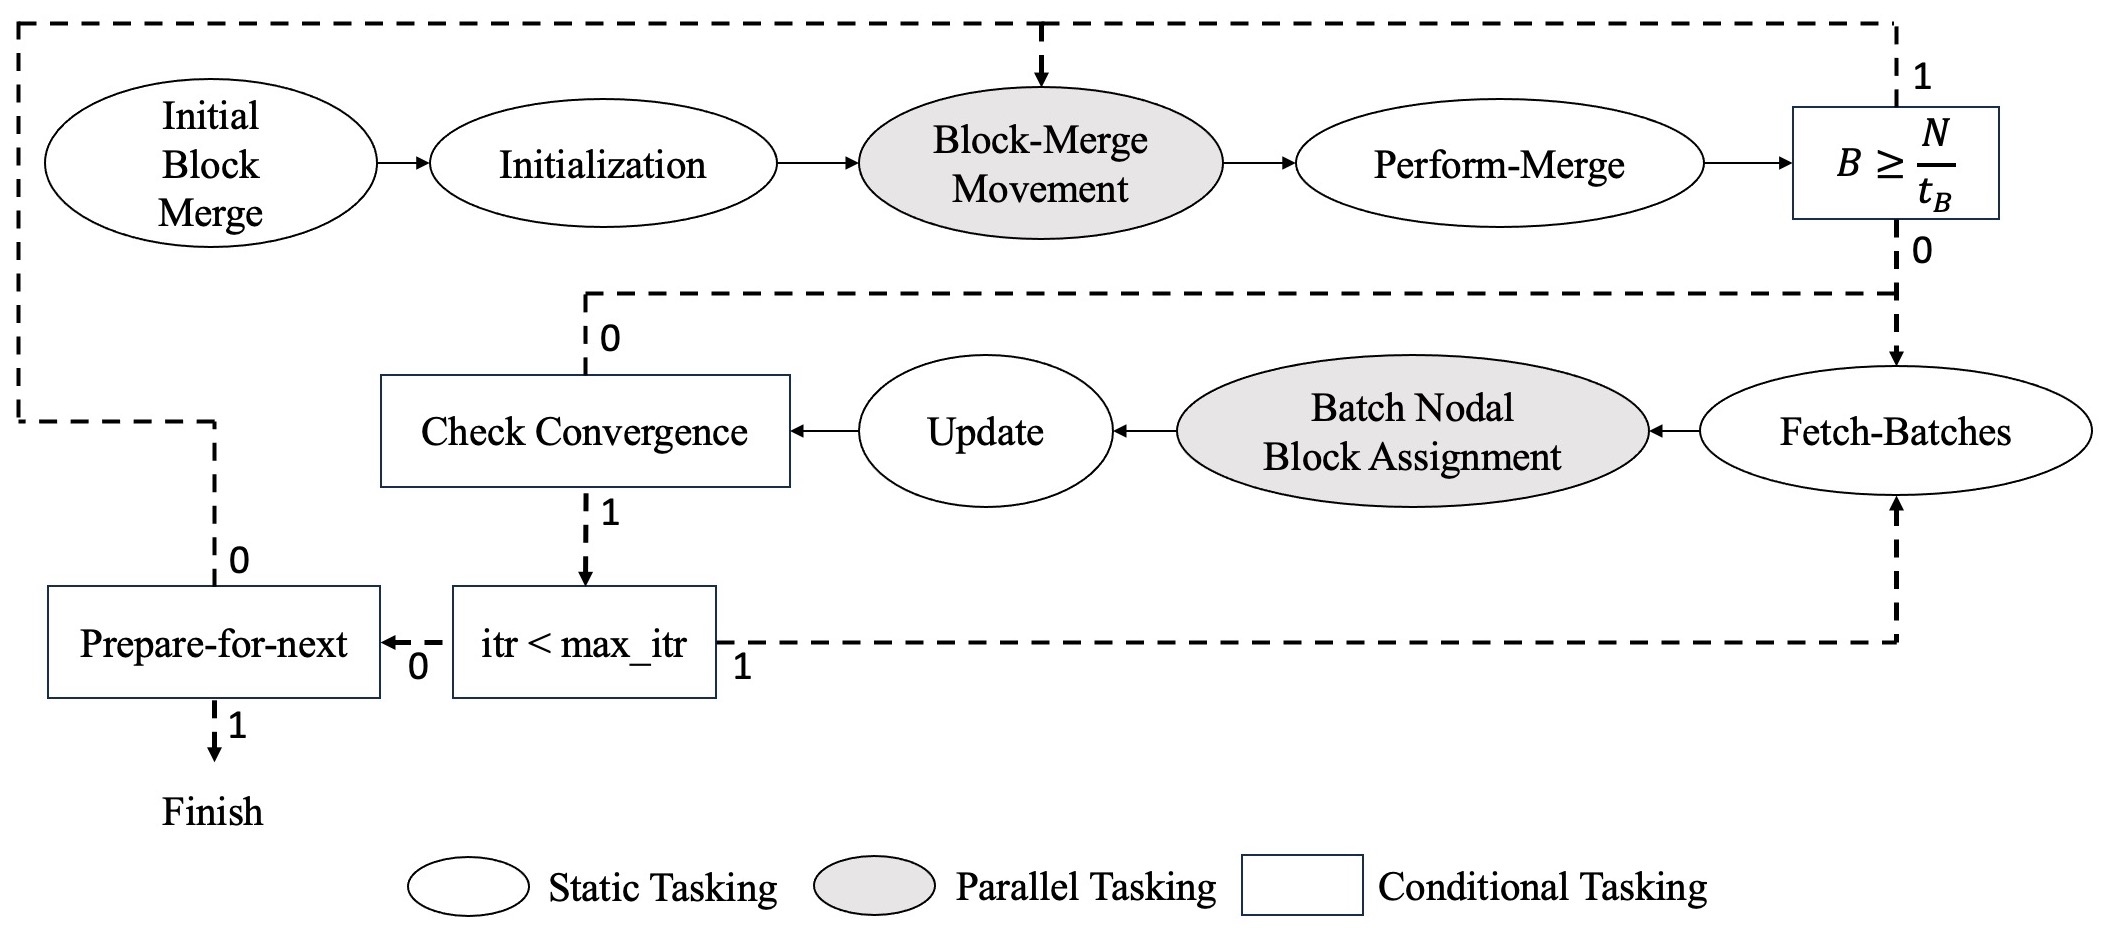 1
Initial
Block
Merge
Initialization
Block-Merge
Movement
Perform-Merge
B ≥ N/t_B
0
0
Check Convergence
Update
Batch Nodal
Block Assignment
Fetch-Batches
1
0
Prepare-for-next
0
itr < max_itr
1
1
Finish
Static Tasking
Parallel Tasking
Conditional Tasking